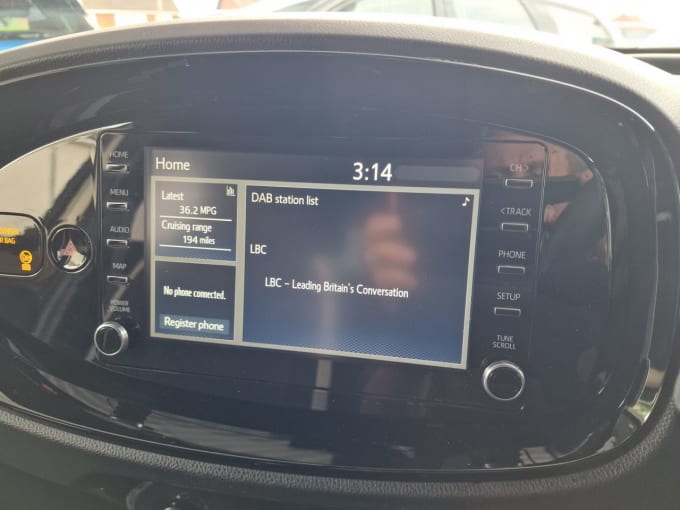 Home
3:14
Latest
36.2 MPG
Cruising range
194 miles
No phone connected.
Register phone
DAB station list
LBC
LBC – Leading Britain's Conversation
HOME
MENU
AUDIO
MAP
POWER
VOLUME
CH>
<TRACK
PHONE
SETUP
TUNE
SCROLL
BAG